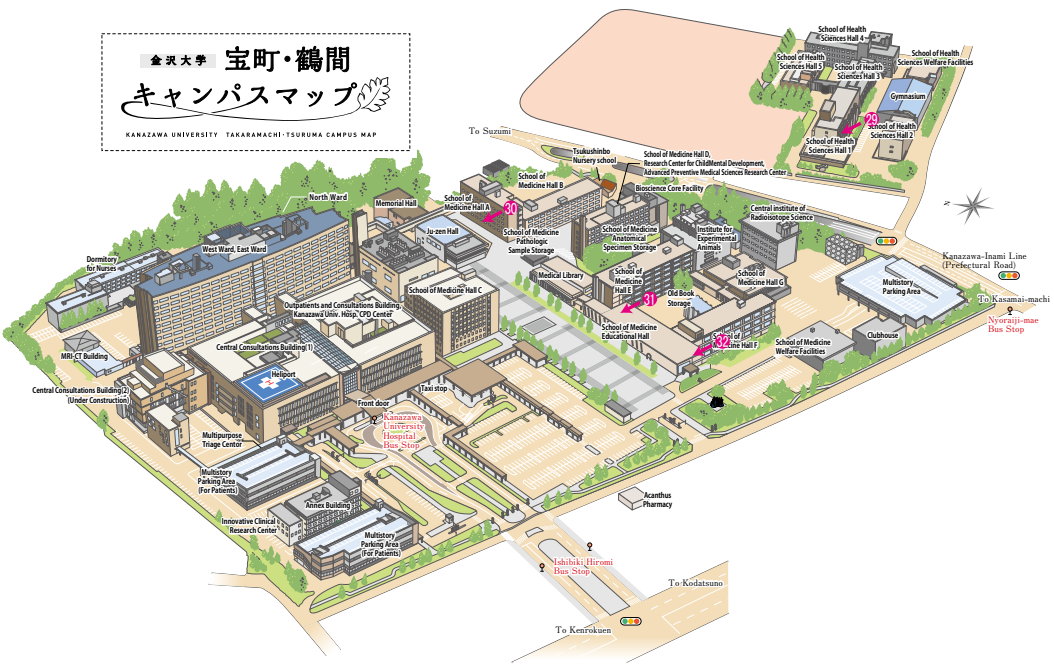 金沢大学 宝町・鶴間
キャンパスマップ
KANAZAWA UNIVERSITY TAKARAMACHI・TSURUMA CAMPUS MAP
School of Health
Sciences Hall 4
School of Health
Sciences Hall 5
School of Health
Sciences Hall 3
School of Health
Sciences Welfare Facilities
Gymnasium
29
School of Health
Sciences Hall 2
School of Health
Sciences Hall 1
To Suzumi
Tsukushinbo
Nursery school
School of Medicine Hall D,
Research Center for ChildMental Development,
Advanced Preventive Medical Sciences Research Center
School of
Medicine Hall B
Bioscience Core Facility
North Ward
Memorial Hall
School of
Medicine Hall A
30
Central institute of
Radioisotope Science
Ju-zen Hall
School of Medicine
Pathologic
Sample Storage
School of Medicine
Anatomical
Specimen Storage
Institute for
Experimental
Animals
West Ward, East Ward
Dormitory
for Nurses
Kanazawa-Inami Line
(Prefectural Road)
Medical Library
School of
Medicine
Hall E
School of
Medicine Hall G
Multistory
Parking Area
School of Medicine Hall C
Old Book
Storage
31
To Kasamai-machi
Outpatients and Consultations Building,
Kanazawa Univ. Hosp. CPD Center
Nyoraiji-mae
Bus Stop
School of Medicine
Educational Hall
32
School of
Medicine Hall F
School of Medicine
Welfare Facilities
Clubhouse
Central Consultations Building(1)
MRI-CT Building
Heliport
Central Consultations Building(2)
(Under Construction)
Taxi stop
Front door
Kanazawa
University
Hospital
Bus Stop
Multipurpose
Triage Center
Multistory
Parking Area
(For Patients)
Annex Building
Acanthus
Pharmacy
Innovative Clinical
Research Center
Multistory
Parking Area
(For Patients)
Ishibiki Hiromi
Bus Stop
To Kodatsuno
To Kenrokuen
N